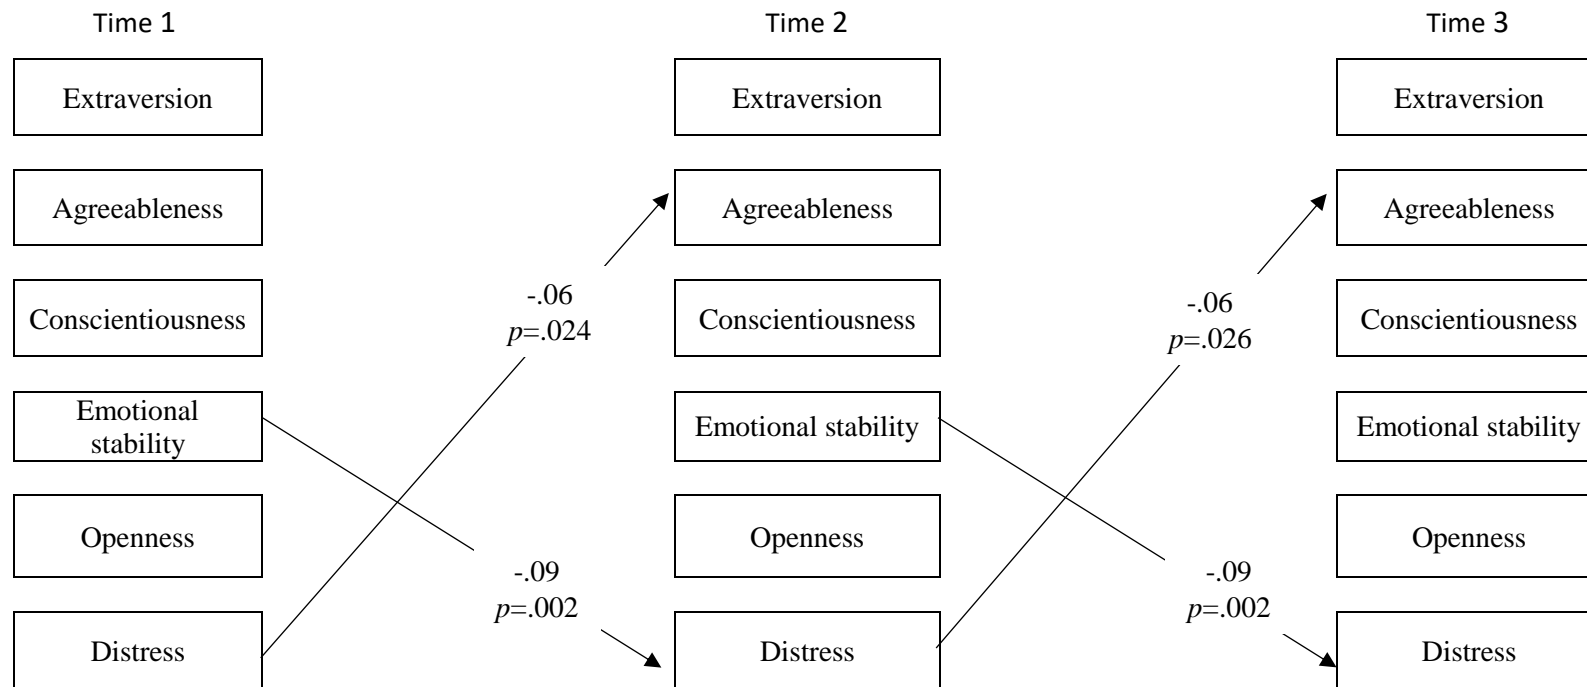 Time 1
Time 2
Time 3
Extraversion
Extraversion
Extraversion
Agreeableness
Agreeableness
Agreeableness
Conscientiousness
-.06
p=.024
Conscientiousness
-.06
p=.026
Conscientiousness
Emotional
stability
Emotional stability
Emotional stability
Openness
Openness
Openness
-.09
p=.002
-.09
p=.002
Distress
Distress
Distress